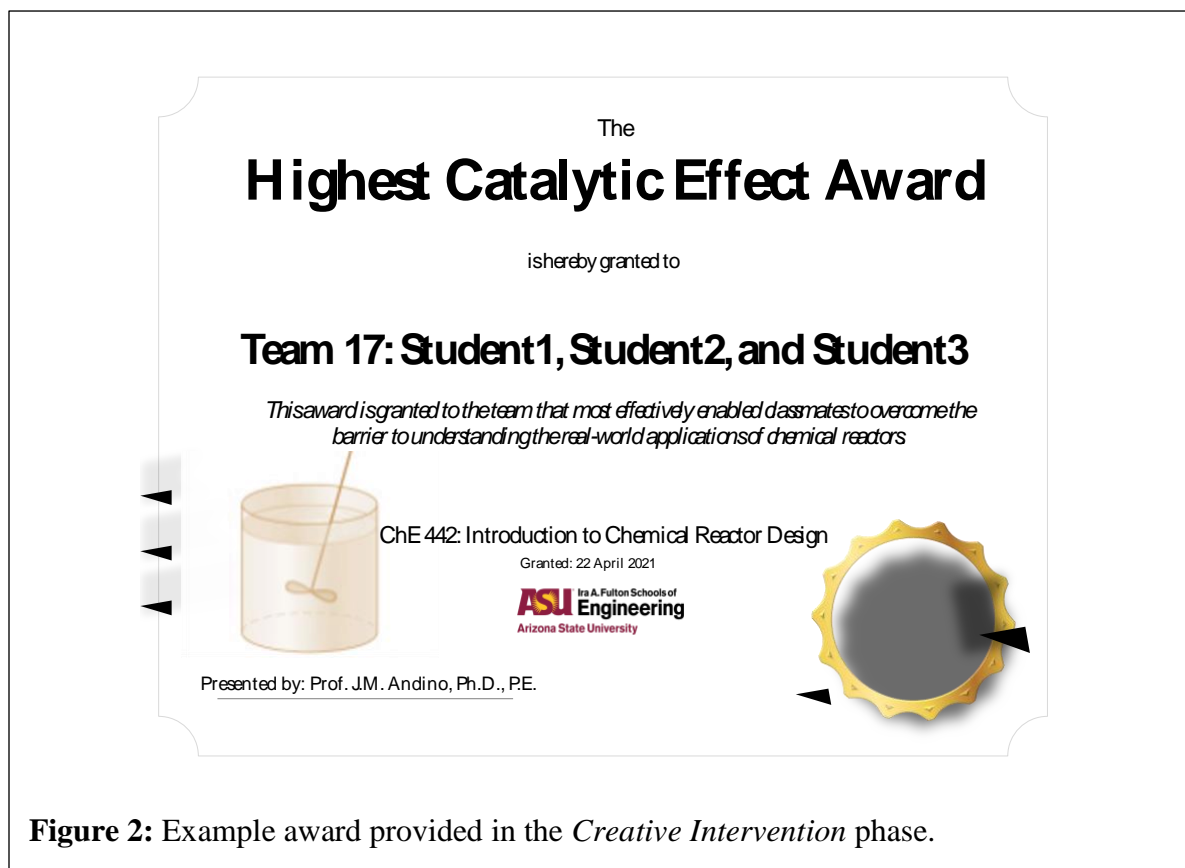 The
Highest Catalytic Effect Award
is hereby granted to
Team 17: Student1, Student2, and Student3
This award is granted to the team that most effectively enabled classmates to overcome the
barrier to understanding the real-world applications of chemical reactors
ChE 442: Introduction to Chemical Reactor Design
Granted: 22 April 2021
ASU Ira A. Fulton Schools of
Engineering
Arizona State University
Presented by: Prof. J.M. Andino, Ph.D., P.E.
Figure 2: Example award provided in the Creative Intervention phase.